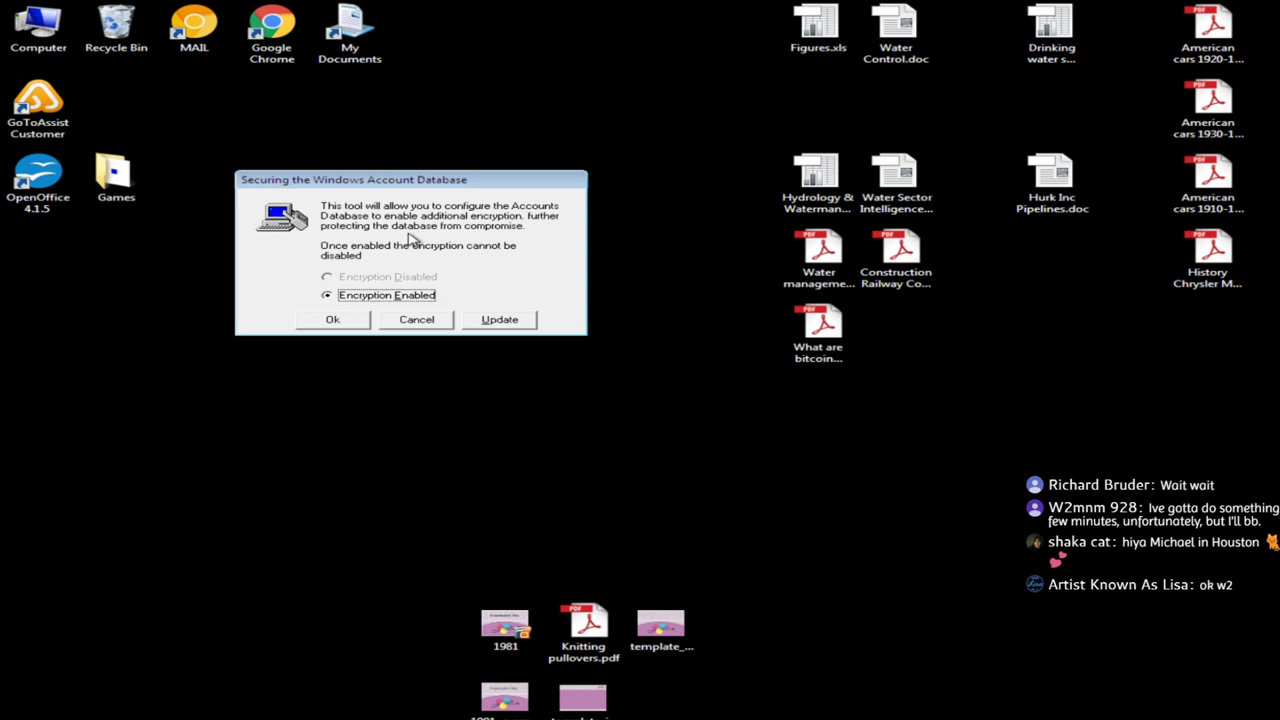 Computer
Recycle Bin
MAIL
Google
Chrome
My
Documents
Figures.xls
Water
Control.doc
Drinking
water s...
American
cars 1920-1...
GoToAssist
Customer
American
cars 1930-1...
OpenOffice
4.1.5
Games
Securing the Windows Account Database
This tool will allow you to configure the Accounts
Database to enable additional encryption. further
protecting the database from compromise.
Once enabled the encryption cannot be
disabled
Encryption Disabled
Encryption Enabled
Ok
Cancel
Update
Hydrology &
Waterman...
Water Sector
Intelligence...
Hurk Inc
Pipelines.doc
American
cars 1910-1...
PDF
Water
manageme...
PDF
Construction
Railway Co...
PDF
History
Chrysler M...
PDF
What are
bitcoin...
Richard Bruder: Wait wait
W2mnm 928: Ive gotta do something
few minutes, unfortunately, but I'll bb.
shaka cat: hiya Michael in Houston
Artist Known As Lisa: ok w2
1981
PDF
Knitting
pullovers.pdf
template_...